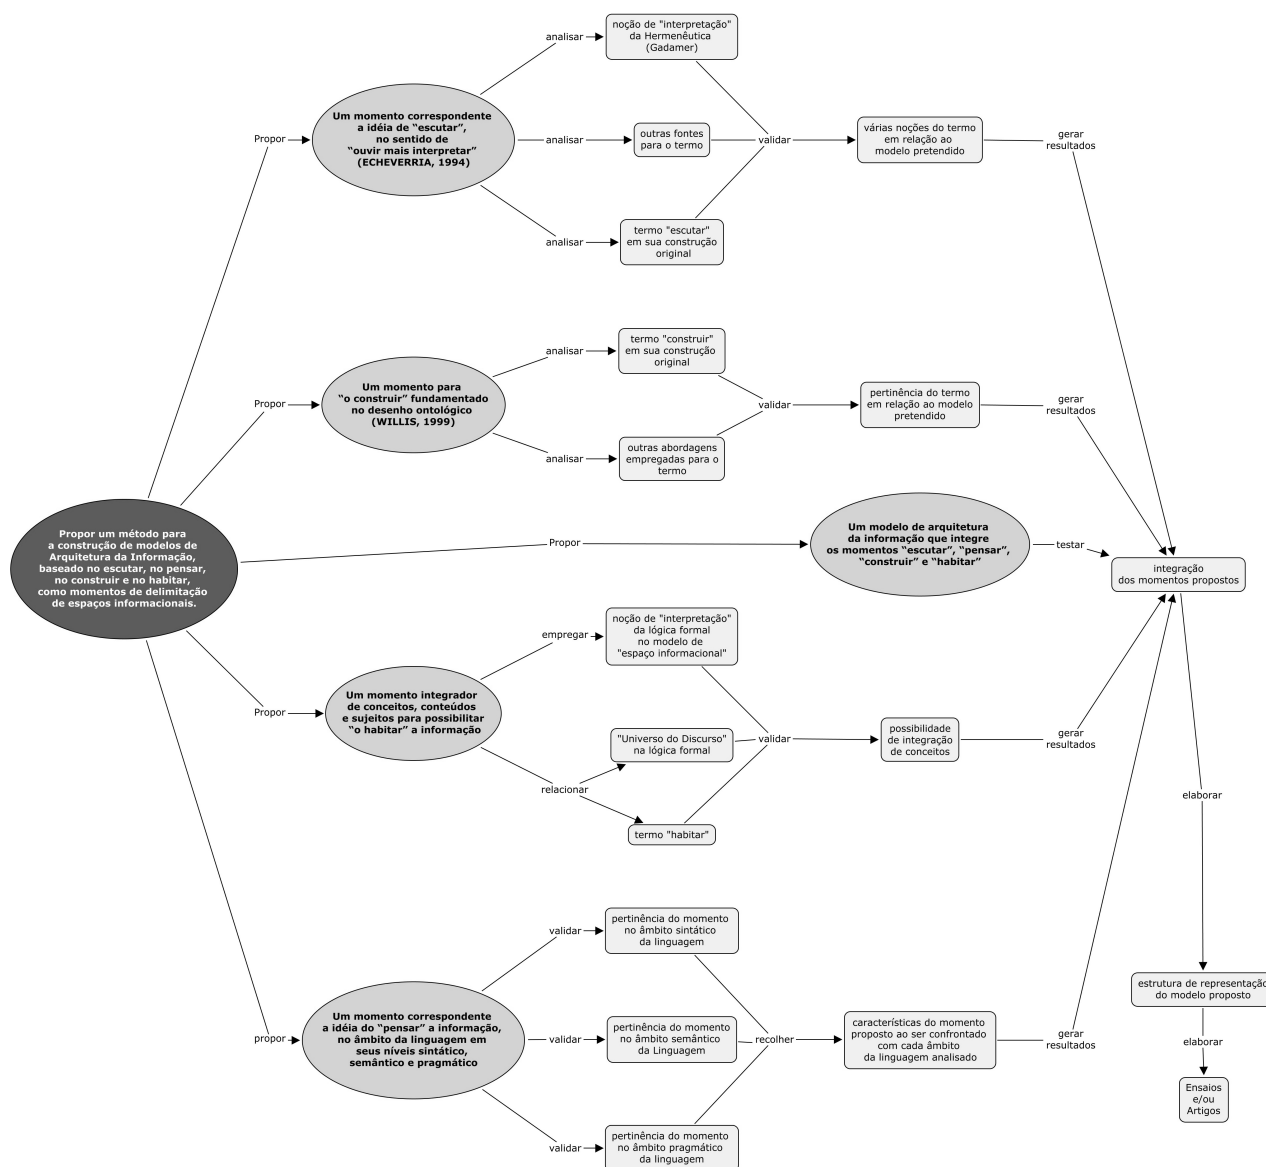 noção de "interpretação"
da Hermenêutica
(Gadamer)
analisar
Um momento correspondente
a idéia de “escutar”,
no sentido de
“ouvir mais interpretar”
(ECHEVERRIA, 1994)
Propor
analisar
outras fontes
para o termo
validar
várias noções do termo
em relação ao
modelo pretendido
gerar
resultados
analisar
termo "escutar"
em sua construção
original
analisar
termo "construir"
em sua construção
original
Propor
Um momento para
“o construir” fundamentado
no desenho ontológico
(WILLIS, 1999)
validar
pertinência do termo
em relação ao modelo
pretendido
gerar
resultados
analisar
outras abordagens
empregadas para o
termo
Propor um método para
a construção de modelos de
Arquitetura da Informação,
baseado no escutar, no pensar,
no construir e no habitar,
como momentos de delimitação
de espaços informacionais.
Propor
Um modelo de arquitetura
da informação que integre
os momentos “escutar”, “pensar”,
“construir” e “habitar”
testar
integração
dos momentos propostos
empregar
noção de "interpretação"
da lógica formal
no modelo de
"espaço informacional"
Propor
Um momento integrador
de conceitos, conteúdos
e sujeitos para possibilitar
“o habitar” a informação
"Universo do Discurso"
na lógica formal
validar
possibilidade
de integração
de conceitos
gerar
resultados
relacionar
termo "habitar"
elaborar
validar
pertinência do momento
no âmbito sintático
da linguagem
estrutura de representação
do modelo proposto
propor
Um momento correspondente
a idéia do “pensar” a informação,
no âmbito da linguagem em
seus níveis sintático,
semântico e pragmático
validar
pertinência do momento
no âmbito semântico
da Linguagem
recolher
características do momento
proposto ao ser confrontado
com cada âmbito
da linguagem analisado
gerar
resultados
elaborar
Ensaios
e/ou
Artigos
validar
pertinência do momento
no âmbito pragmático
da linguagem